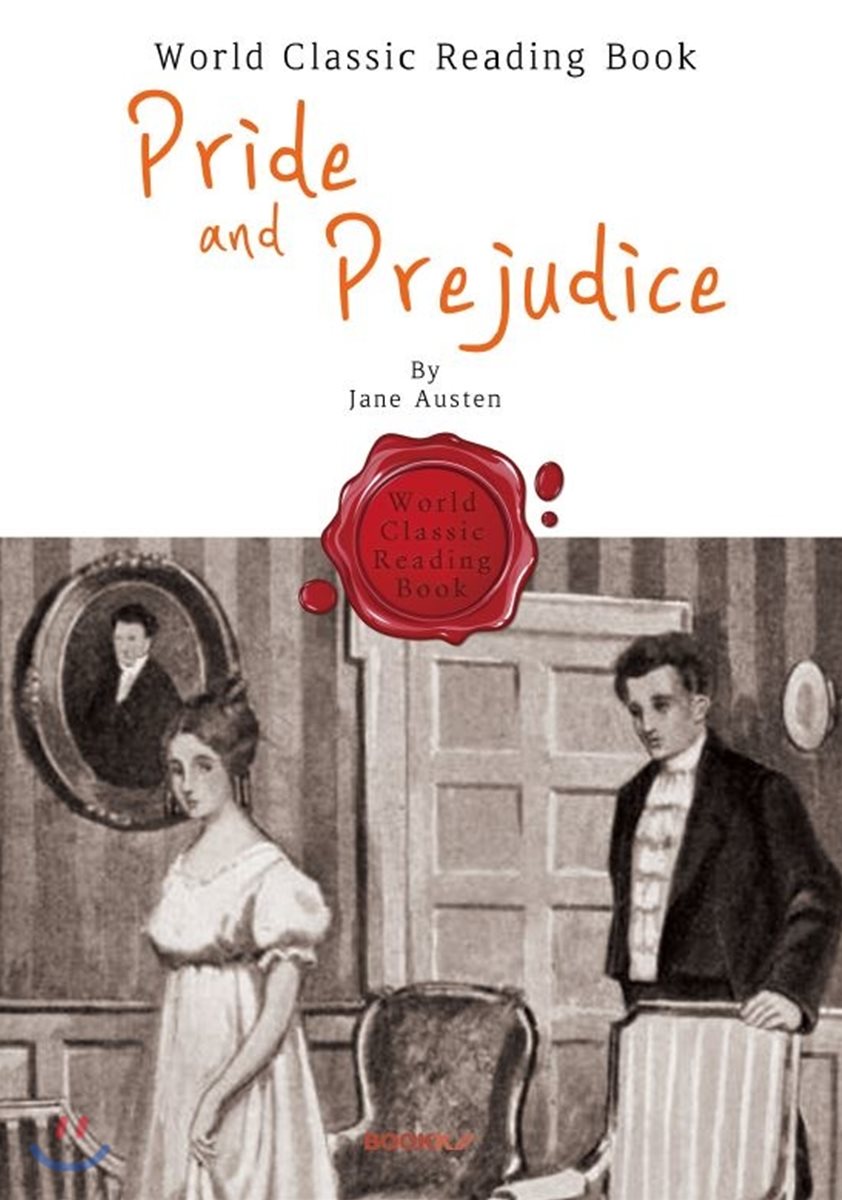 World Classic Reading Book
Pride
and
Prejudice
By
Jane Austen
World
Classic
Reading
Book
BOOKK